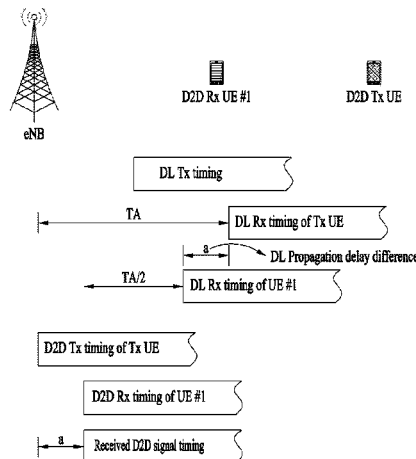 D2D Rx UE #1
D2D Tx UE
eNB
DL Tx timing
TA
DL Rx timing of Tx UE
a
DL Propagation delay difference
TA/2
DL Rx timing of UE #1
D2D Tx timing of Tx UE
D2D Rx timing of UE #1
a
Received D2D signal timing